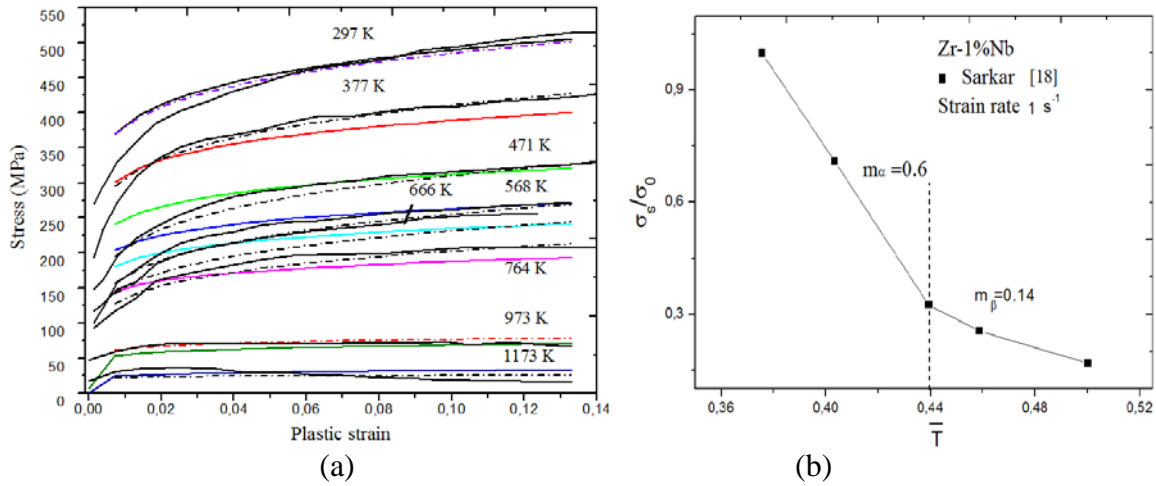 550
500
450
400
350
300
250
200
150
100
50
0
Stress (MPa)
297 K
377 K
471 K
568 K
666 K
764 K
973 K
1173 K
0,00 0,02 0,04 0,06 0,08 0,10 0,12 0,14
Plastic strain
(a)
0,9
0,6
0,3
σs/σ0
Zr-1%Nb
Sarkar [18]
Strain rate 1 s-1
mα=0.6
mβ=0.14
0,36 0,40 0,44 0,48 0,52
T̅
(b)